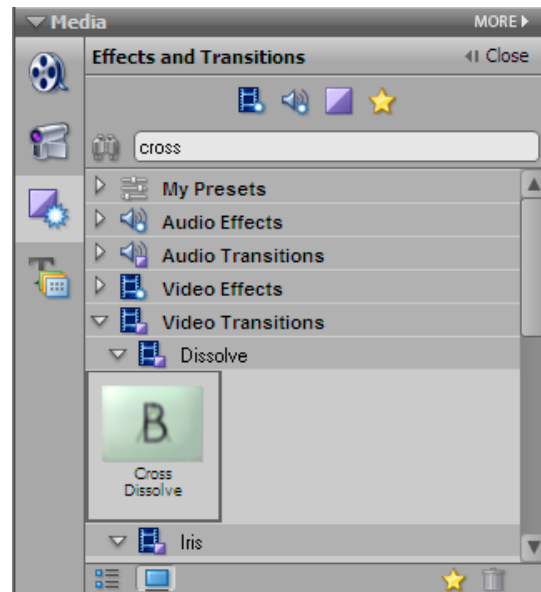 Media MORE
Effects and Transitions Close
cross
My Presets
Audio Effects
Audio Transitions
Video Effects
Video Transitions
Dissolve
B
Cross
Dissolve
Iris